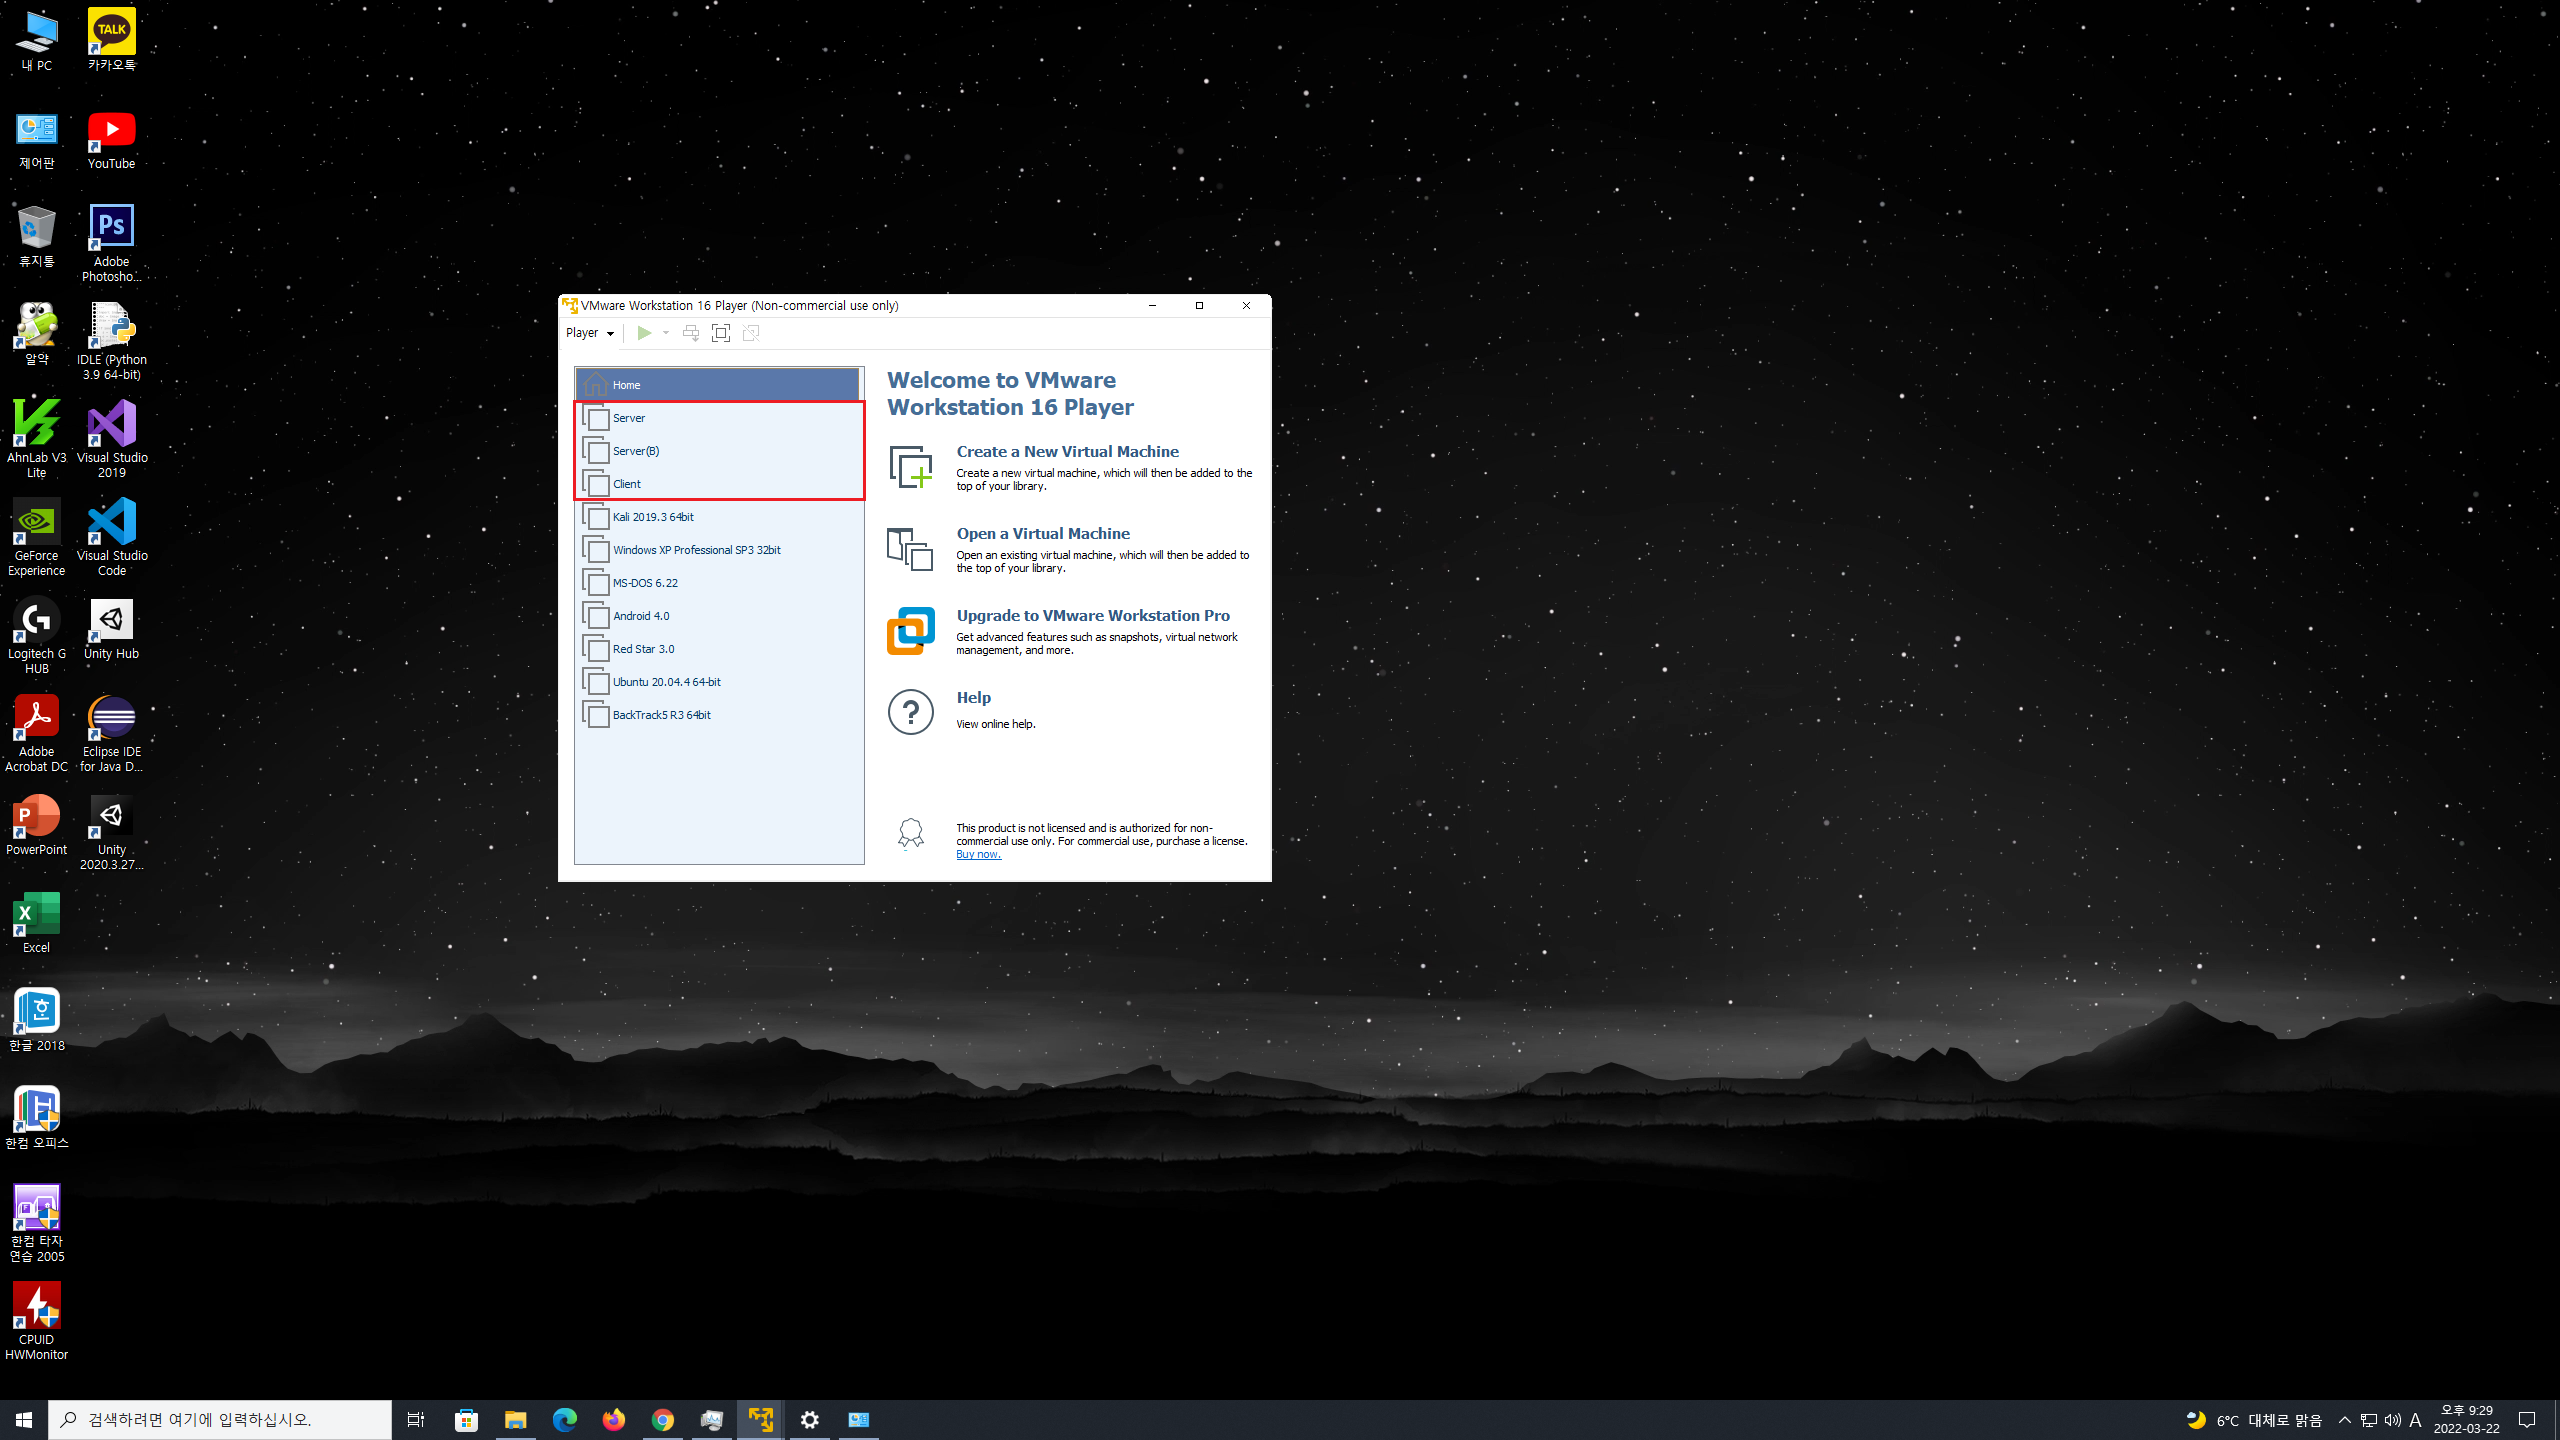 내 PC
TALK
카카오톡
제어판
YouTube
휴지통
Ps
Adobe
Photosho...
알약
IDLE (Python
3.9 64-bit)
AhnLab V3
Lite
Visual Studio
2019
GeForce
Experience
Visual Studio
Code
Logitech G
HUB
Unity Hub
Adobe
Acrobat DC
Eclipse IDE
for Java D...
PowerPoint
Unity
2020.3.27...
Excel
한글 2018
한컴 오피스
한컴 타자
연습 2005
CPUID
HWMonitor
VMware Workstation 16 Player (Non-commercial use only)
Player
Home
Server
Server(B)
Client
Kali 2019.3 64bit
Windows XP Professional SP3 32bit
MS-DOS 6.22
Android 4.0
Red Star 3.0
Ubuntu 20.04.4 64-bit
BackTrack5 R3 64bit
Welcome to VMware
Workstation 16 Player
Create a New Virtual Machine
Create a new virtual machine, which will then be added to the
top of your library.
Open a Virtual Machine
Open an existing virtual machine, which will then be added to
the top of your library.
Upgrade to VMware Workstation Pro
Get advanced features such as snapshots, virtual network
management, and more.
Help
View online help.
This product is not licensed and is authorized for non-
commercial use only. For commercial use, purchase a license.
Buy now.
검색하려면 여기에 입력하십시오.
6°C 대체로 맑음
A
오후 9:29
2022-03-22